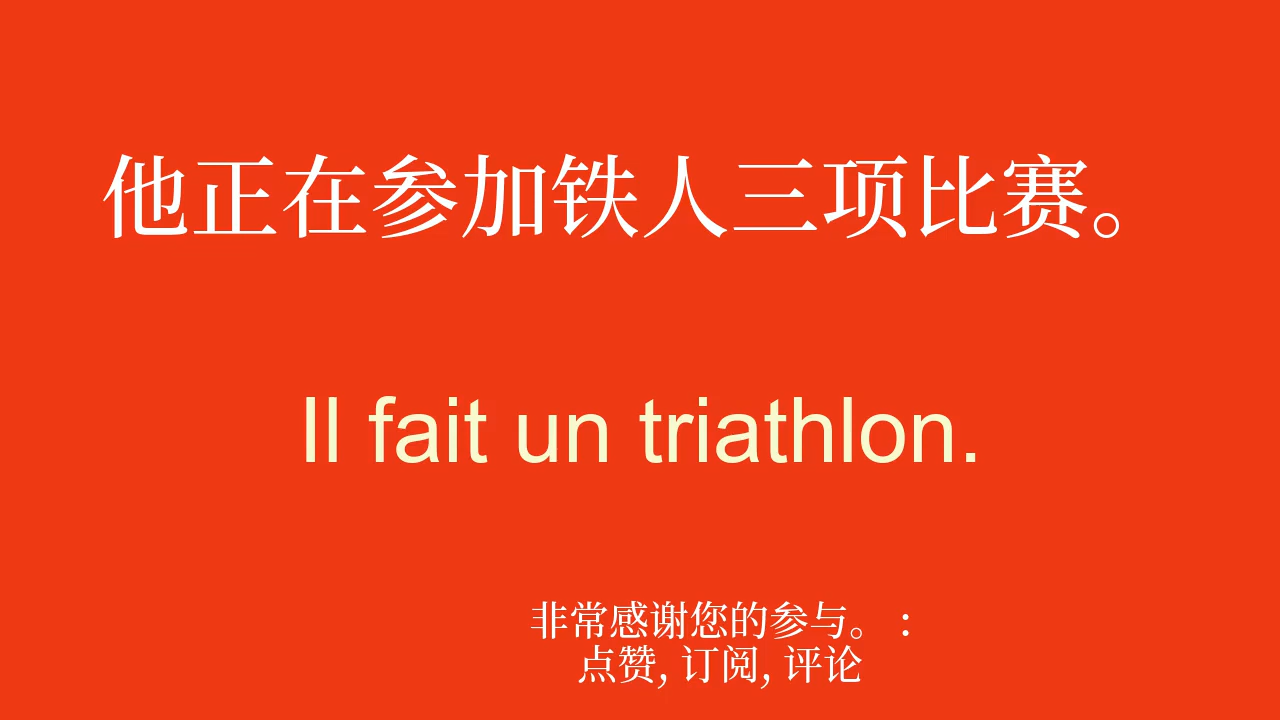 他正在参加铁人三项比赛。
Il fait un triathlon.
非常感谢您的参与。 :
点赞, 订阅, 评论